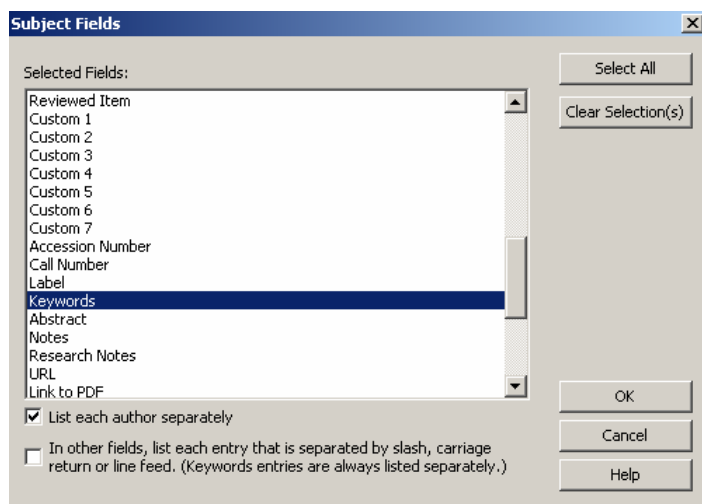 Subject Fields
Selected Fields:
Select All
Clear Selection(s)
Reviewed Item
Custom 1
Custom 2
Custom 3
Custom 4
Custom 5
Custom 6
Custom 7
Accession Number
Call Number
Label
Keywords
Abstract
Notes
Research Notes
URL
Link to PDF
List each author separately
In other fields, list each entry that is separated by slash, carriage
return or line feed. (Keywords entries are always listed separately.)
OK
Cancel
Help